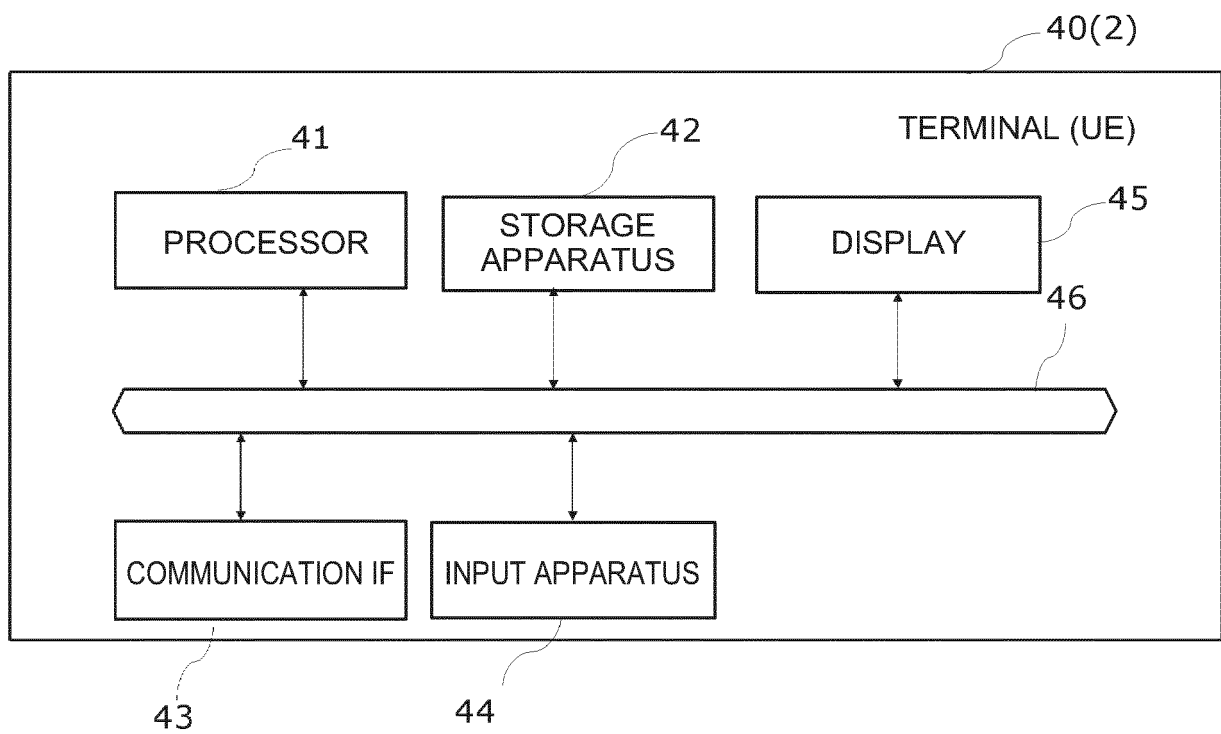 40(2)
TERMINAL (UE)
41
42
45
PROCESSOR
STORAGE
APPARATUS
DISPLAY
46
COMMUNICATION IF
INPUT APPARATUS
43
44